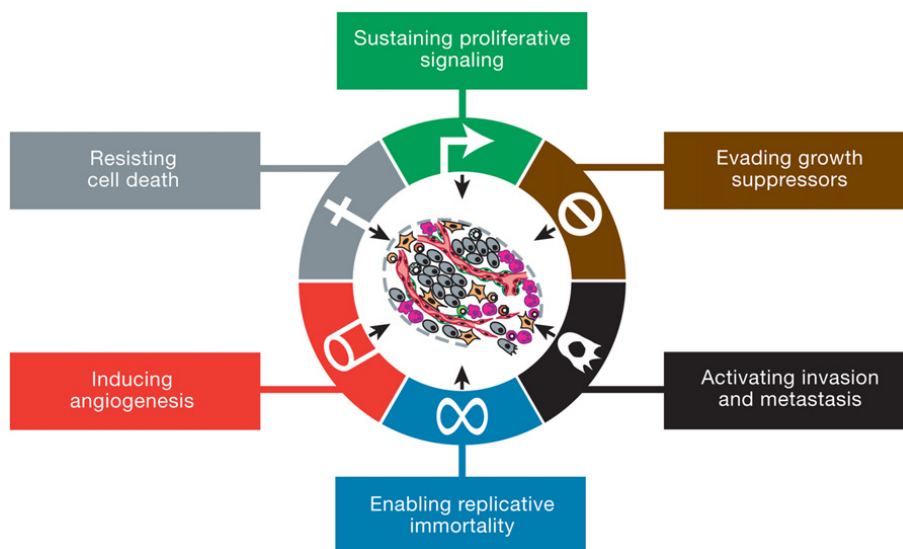 Sustaining proliferative
signaling
Resisting
cell death
Evading growth
suppressors
Inducing
angiogenesis
Activating invasion
and metastasis
Enabling replicative
immortality